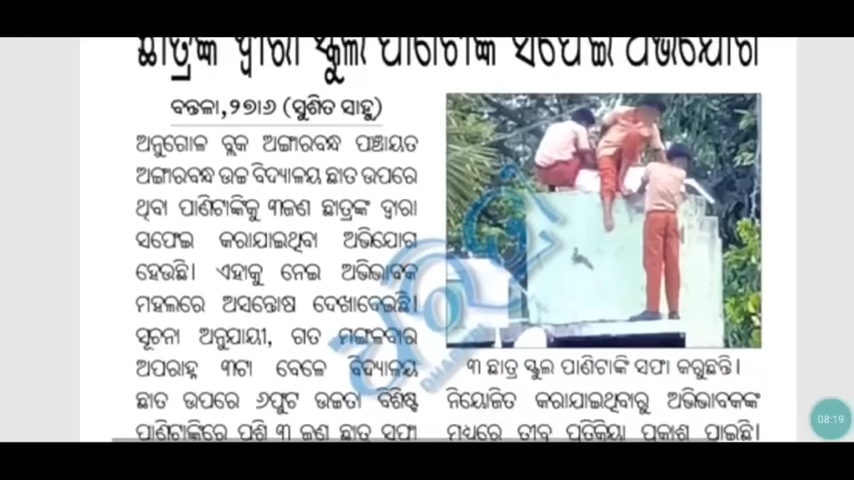 ଛାତ୍ରଙ୍କ ଦ୍ୱାରା ସ୍କୁଲ ପାଣିଟାଙ୍କି ସଫେଇ ଅଭିଯୋଗ
ବନ୍ତଳା,୨୭।୬ (ସୁଶିତ ସାହୁ)
ଅନୁଗୋଳ ବ୍ଲକ ଅଙ୍ଗାରବନ୍ଧ ପଞ୍ଚାୟତ
ଅଙ୍ଗାରବନ୍ଧ ଉଚ୍ଚ ବିଦ୍ୟାଳୟ ଛାତ ଉପରେ
ଥିବା ପାଣିଟାଙ୍କିକୁ ୩ଜଣ ଛାତ୍ରଙ୍କ ଦ୍ୱାରା
ସଫେଇ କରାଯାଇଥିବା ଅଭିଯୋଗ
ହେଉଛି। ଏହାକୁ ନେଇ ଅଭିଭାବକ
ମହଲରେ ଅସନ୍ତୋଷ ଦେଖାଦେଇଛି।
ସୂଚନା ଅନୁଯାୟୀ, ଗତ ମଙ୍ଗଳବାର
ଅପରାହ୍ନ ୩ଟା ବେଳେ ବିଦ୍ୟାଳୟ
ଛାତ ଉପରେ ୬ଫୁଟ ଉଚ୍ଚତା ବିଶିଷ୍ଟ
ପାଣିଟାଙ୍କିରେ ପଶି ୩ ଜଣ ଛାତ୍ର ସଫା
୩ ଛାତ୍ର ସ୍କୁଲ ପାଣିଟାଙ୍କି ସଫା କରୁଛନ୍ତି।
ନିୟୋଜିତ କରାଯାଇଥିବାରୁ ଅଭିଭାବକଙ୍କ
ମଧ୍ୟରେ ତୀବ୍ର ପ୍ରତିକ୍ରିୟା ପ୍ରକାଶ ପାଇଛି।
08:19